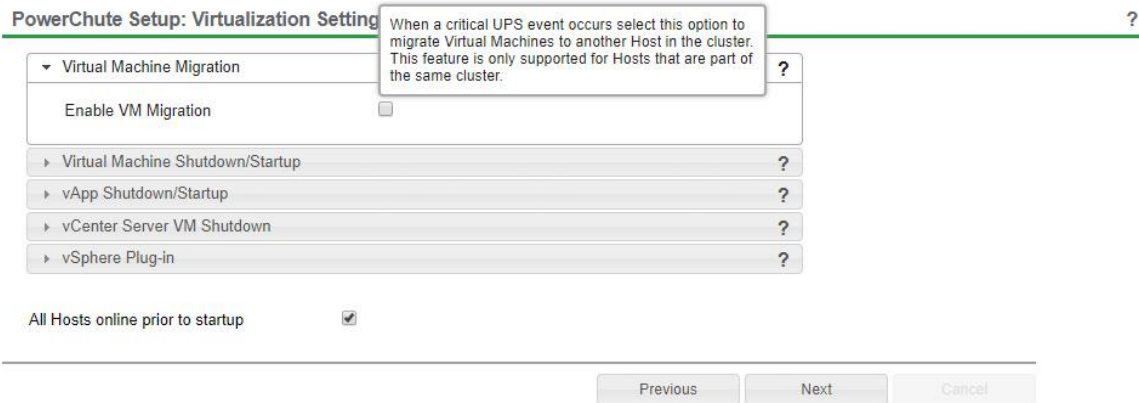 PowerChute Setup: Virtualization Setting
?
When a critical UPS event occurs select this option to
migrate Virtual Machines to another Host in the cluster.
This feature is only supported for Hosts that are part of
the same cluster.
Virtual Machine Migration ?
Enable VM Migration
Virtual Machine Shutdown/Startup ?
vApp Shutdown/Startup ?
vCenter Server VM Shutdown ?
vSphere Plug-in ?
All Hosts online prior to startup
Previous Next Cancel